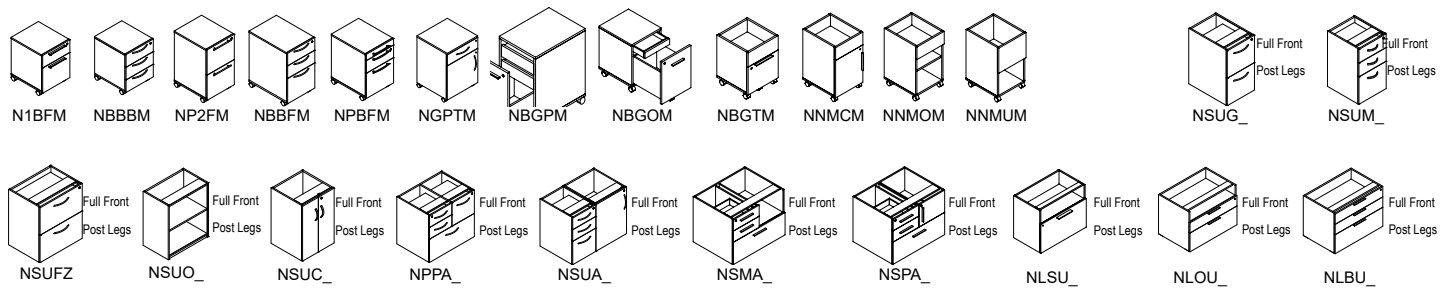 N1BFM NBBBM NP2FM NBBFM NPBFM NGPTM NBGPM NBGOM NBGTM NNMCM NNMOM NNMUM
Full Front
Post Legs
NSUG_
Full Front
Post Legs
NSUM_
Full Front
Post Legs
NSUFZ
Full Front
Post Legs
NSUO_
Full Front
Post Legs
NSUC_
Full Front
Post Legs
NPPA_
Full Front
Post Legs
NSUA_
Full Front
Post Legs
NSMA_
Full Front
Post Legs
NSPA_
Full Front
Post Legs
NLSU_
Full Front
Post Legs
NLOU_
Full Front
Post Legs
NLBU_